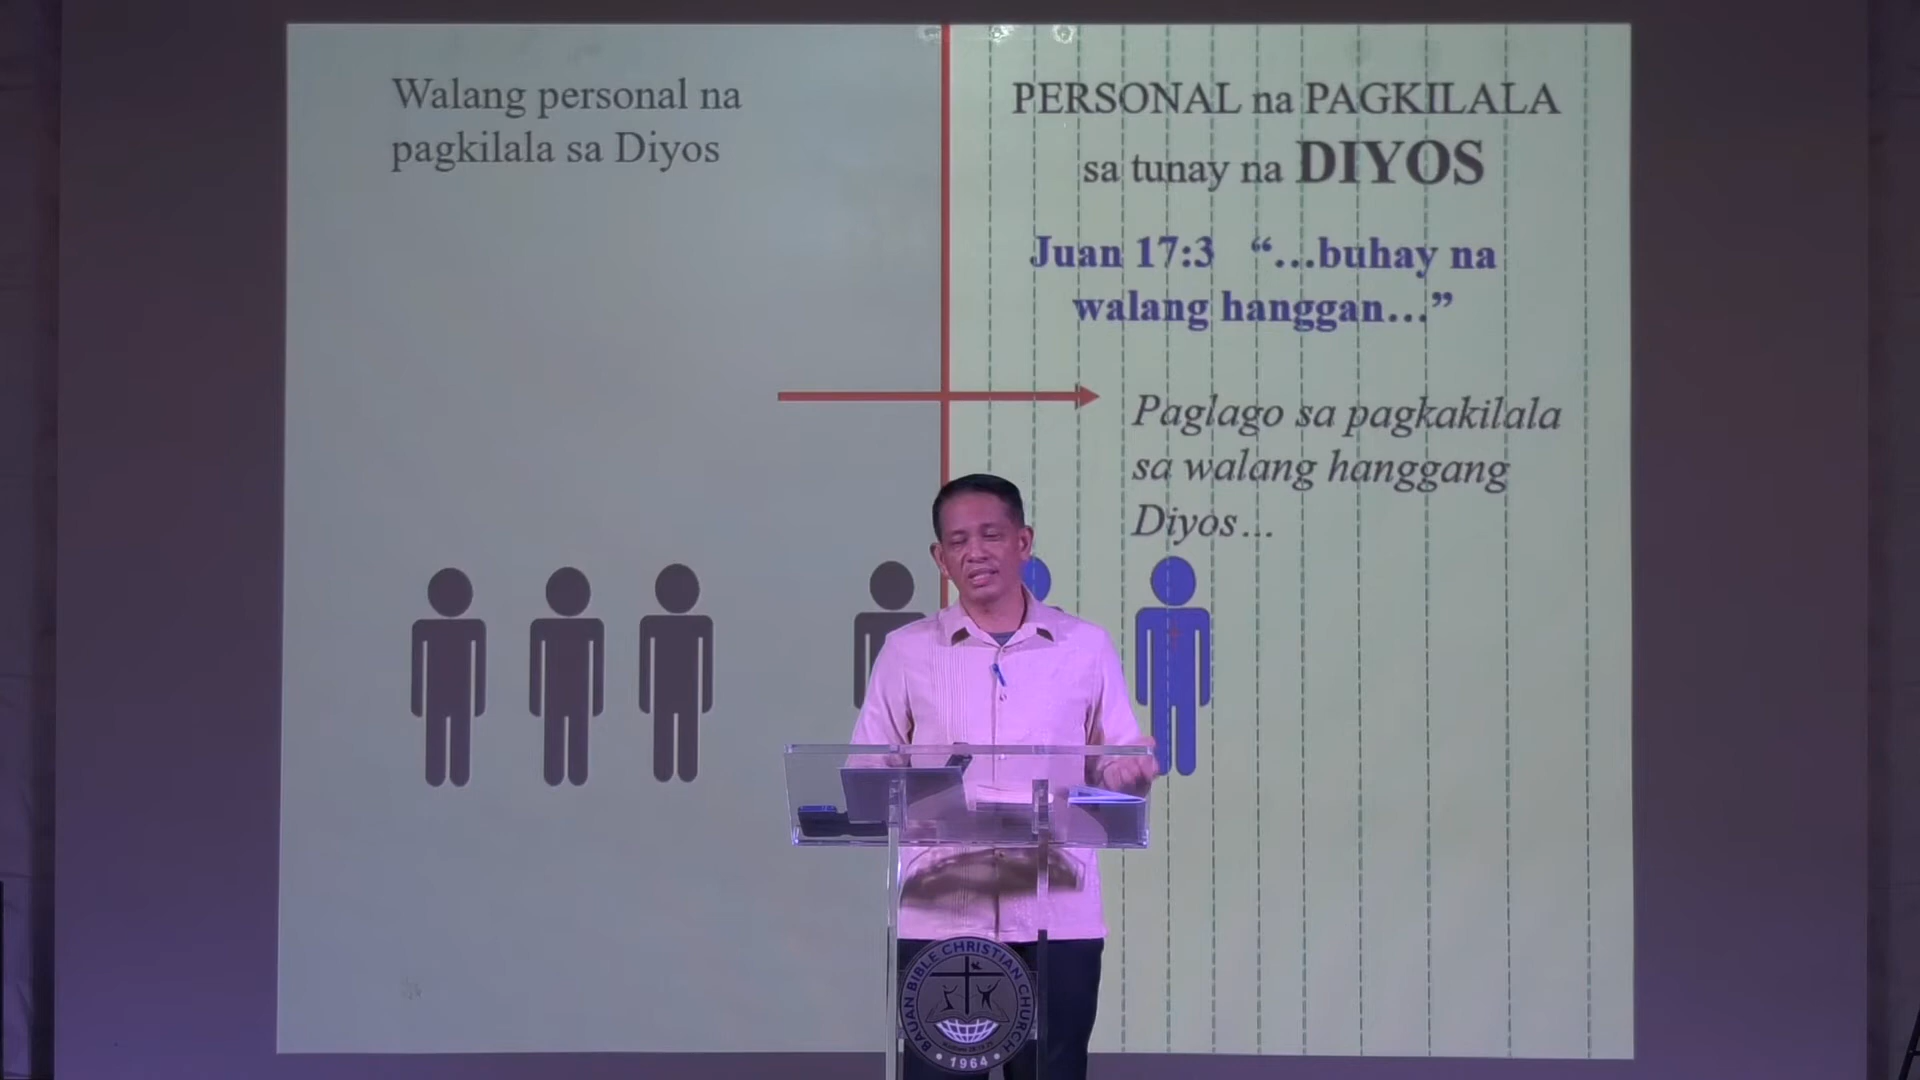 Walang personal na
pagkilala sa Diyos
PERSONAL na PAGKILALA
sa tunay na DIYOS
Juan 17:3 “...buhay na
walang hanggan...”
Paglago sa pagkakilala
sa walang hanggang
Diyos...
BAUAN BIBLE CHRISTIAN CHURCH
• 1964 •